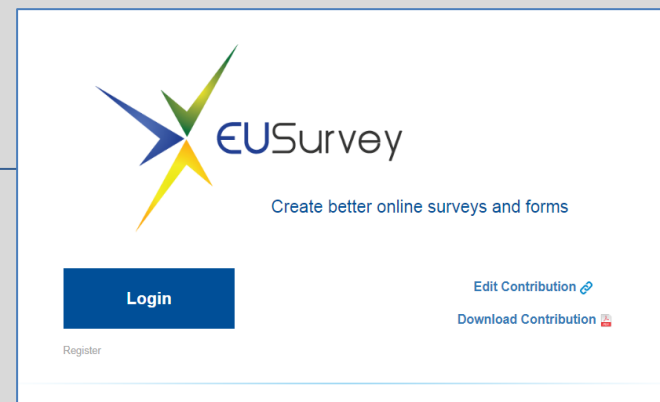 EUSurvey
Create better online surveys and forms
Login
Edit Contribution
Download Contribution
Register